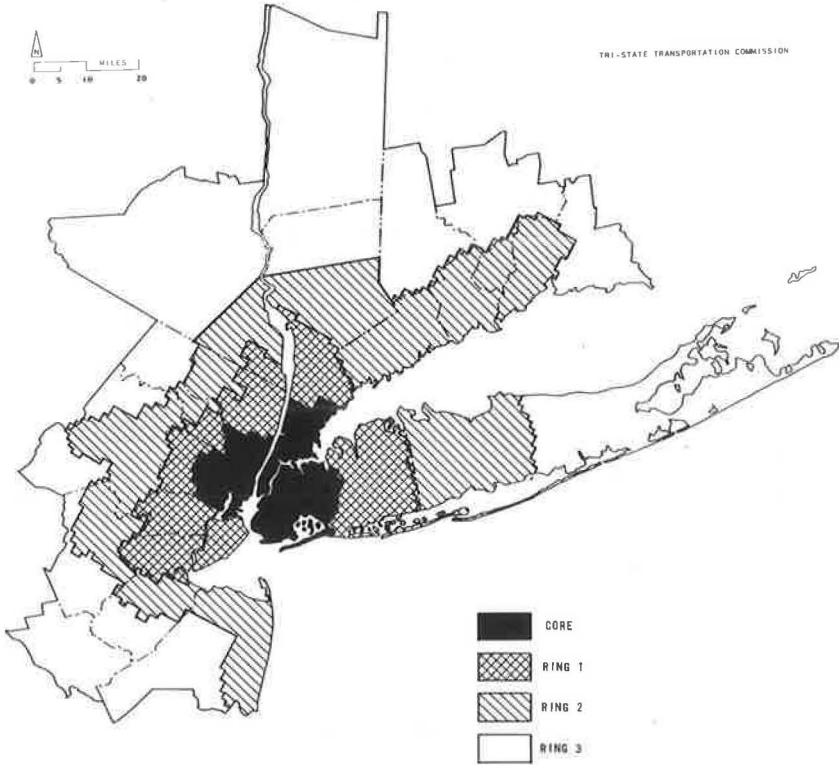 TRI-STATE TRANSPORTATION COMMISSION
N
MILES
0 5 10 20
CORE
RING 1
RING 2
RING 3